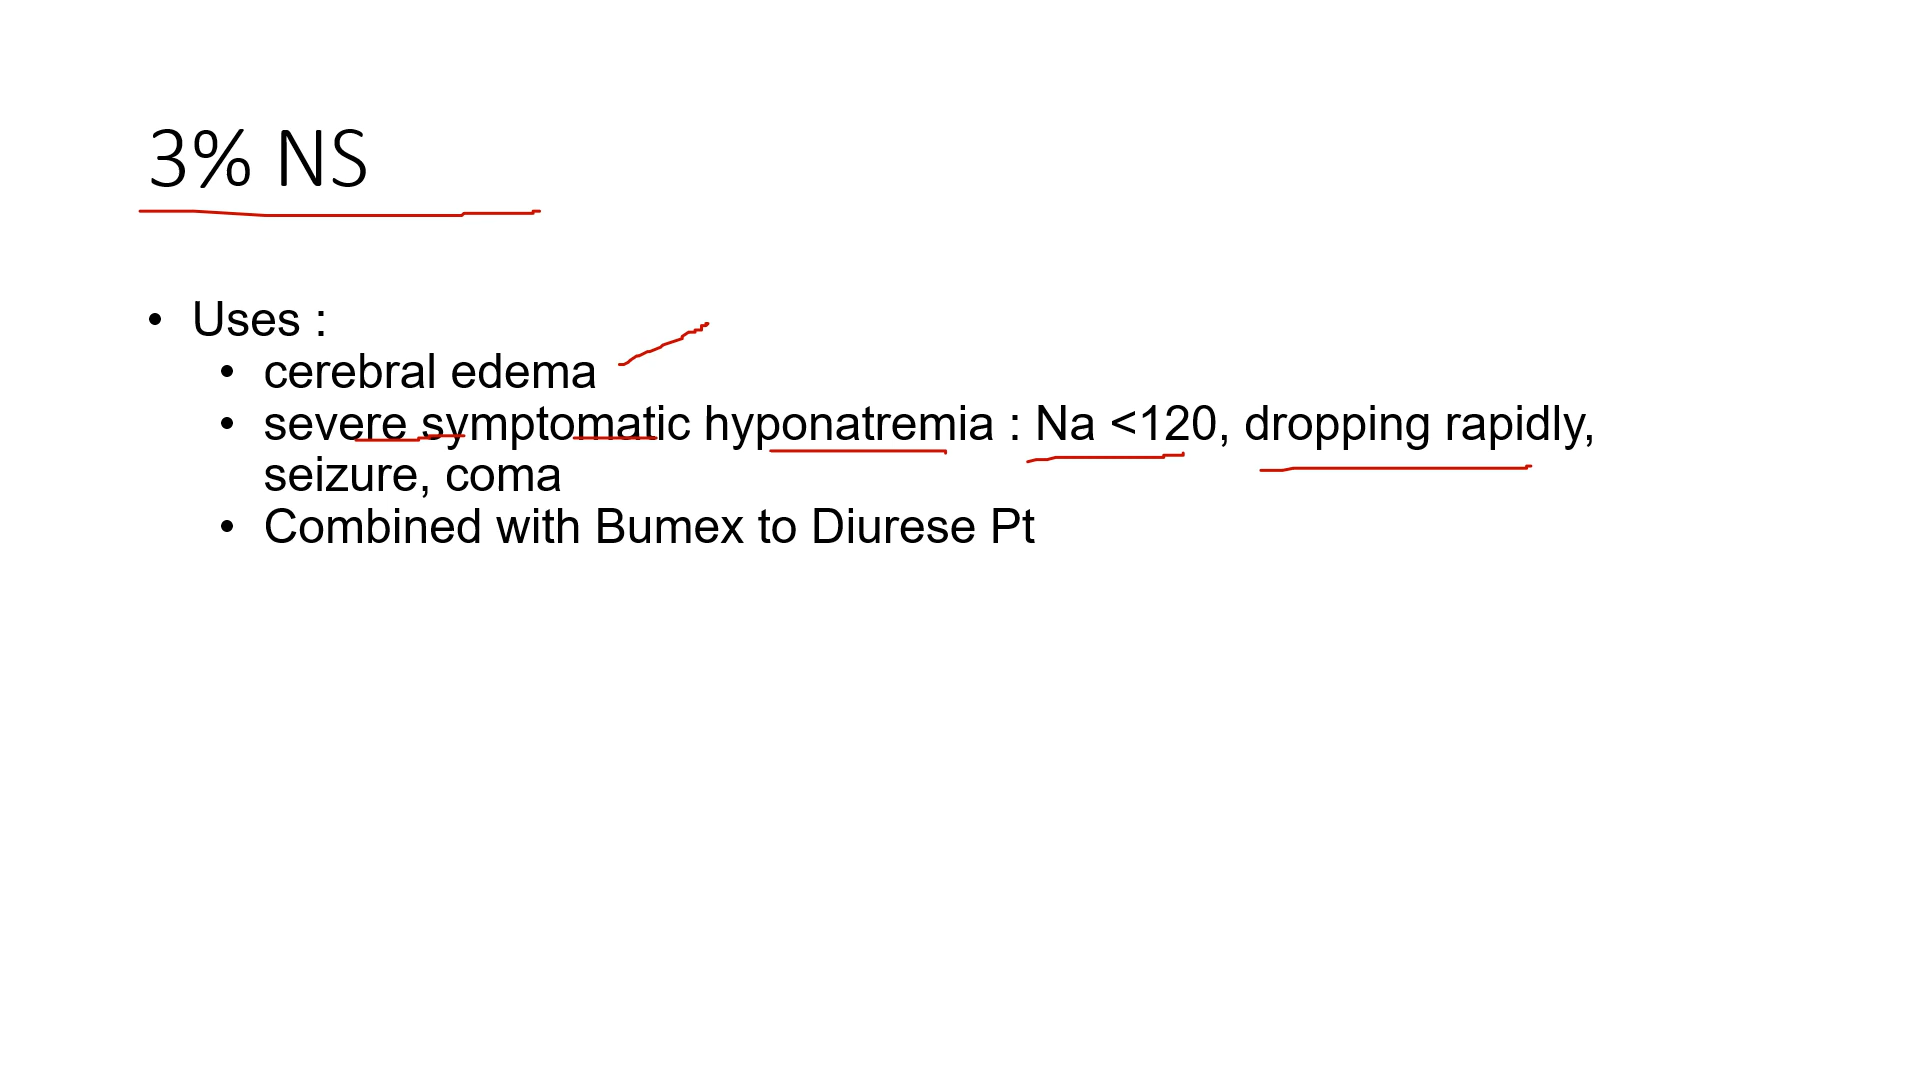 3% NS
• Uses :
• cerebral edema
• severe symptomatic hyponatremia : Na <120, dropping rapidly,
seizure, coma
• Combined with Bumex to Diurese Pt